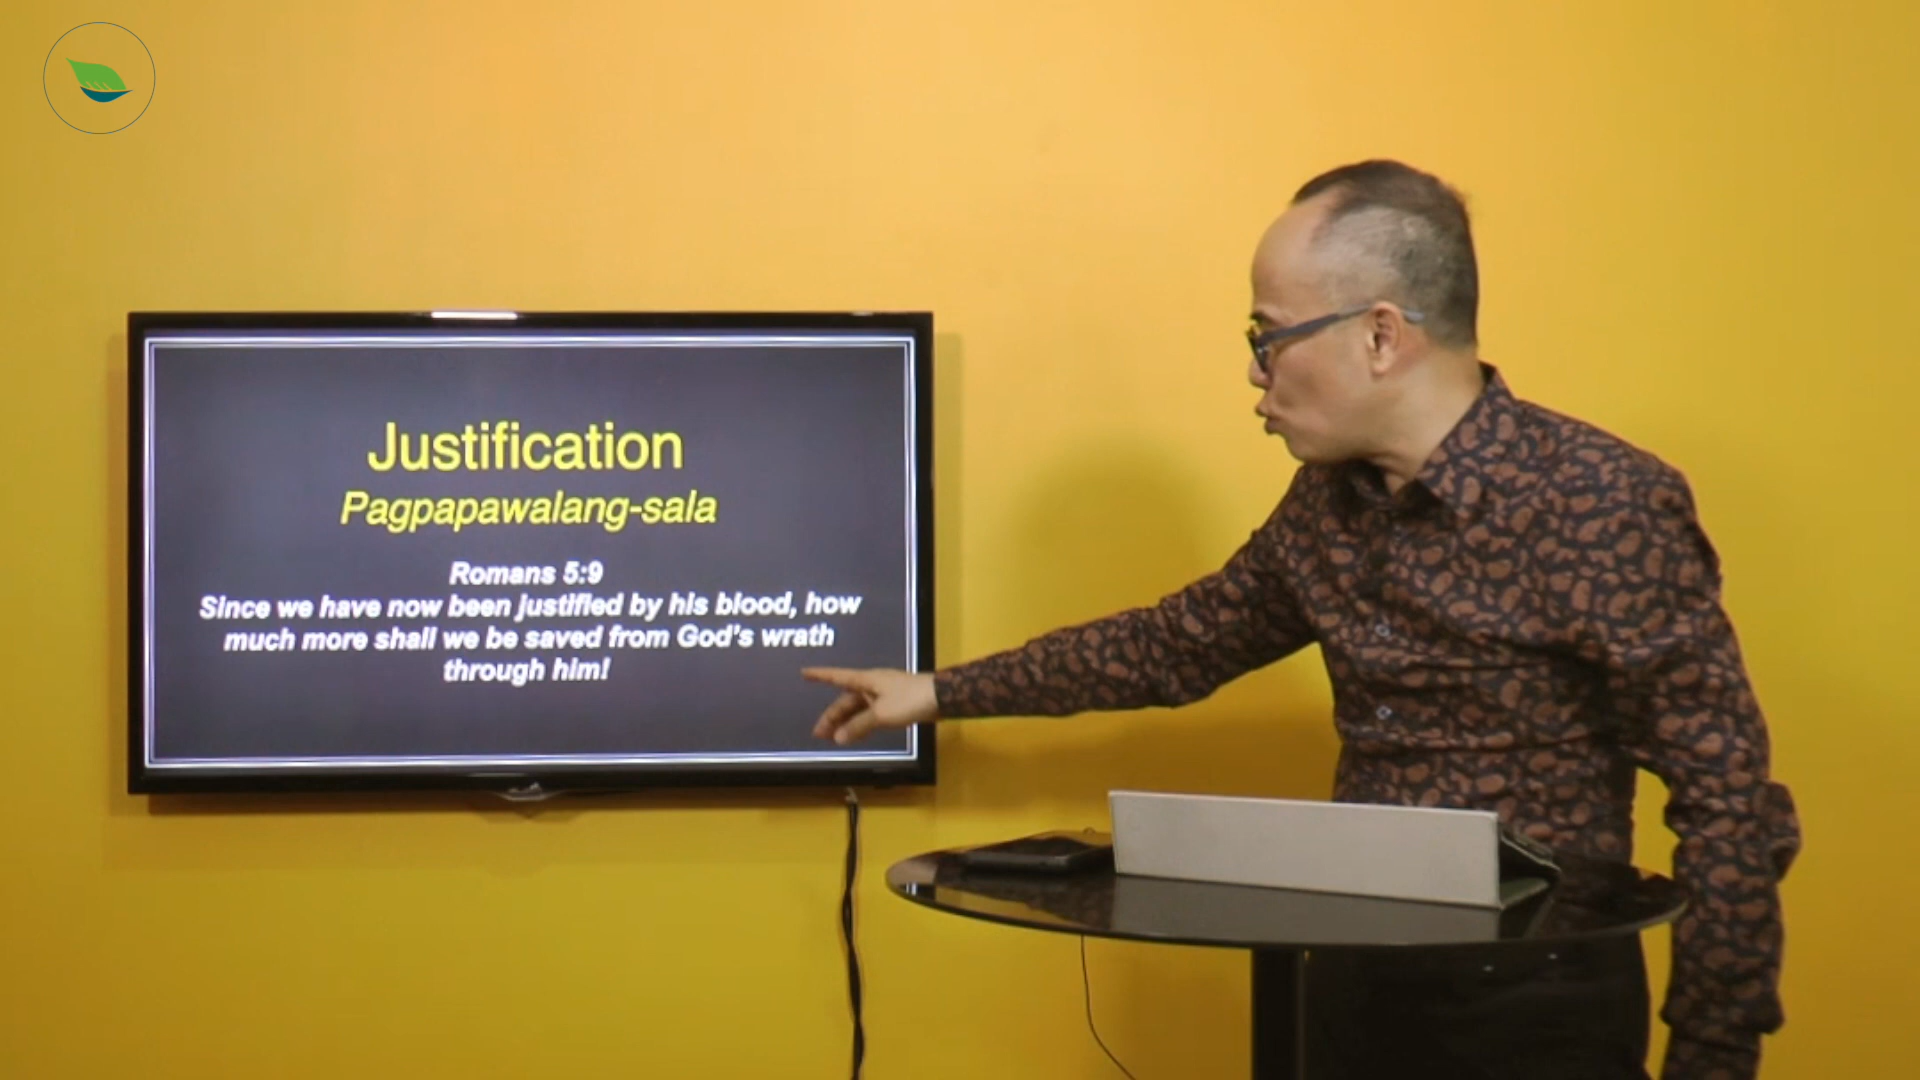 Justification
Pagpapawalang-sala
Romans 5:9
Since we have now been justified by his blood, how
much more shall we be saved from God's wrath
through him!